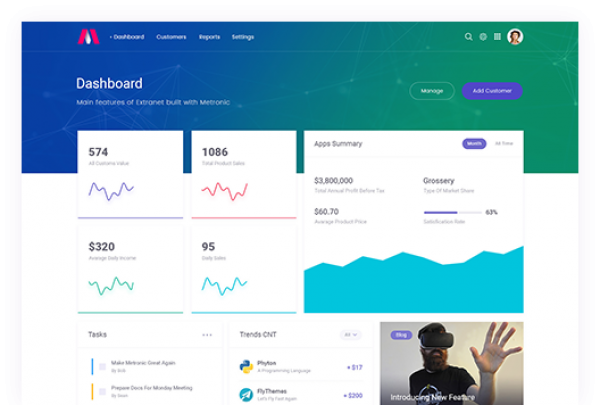 Dashboard
Customers
Reports
Settings
Dashboard
Main features of Extranet built with Metronic
Manage
Add Customer
574
All Customs Value
1086
Total Product Sales
$320
Average Daily Income
95
Daily Sales
Apps Summary
Month
All Time
$3,800,000
Total Annual Profit Before Tax
Grossery
Type Of Market Share
$60.70
Average Product Price
63%
Satisfication Rate
Tasks
Make Metronic Great Again
By Bob
Prepare Docs For Monday Meeting
Trends CNT
All
Phyton
A Programming Language
+$17
FlyThemes
Let's Fly Fast Again
+$200
Blog
Introducing New Feature